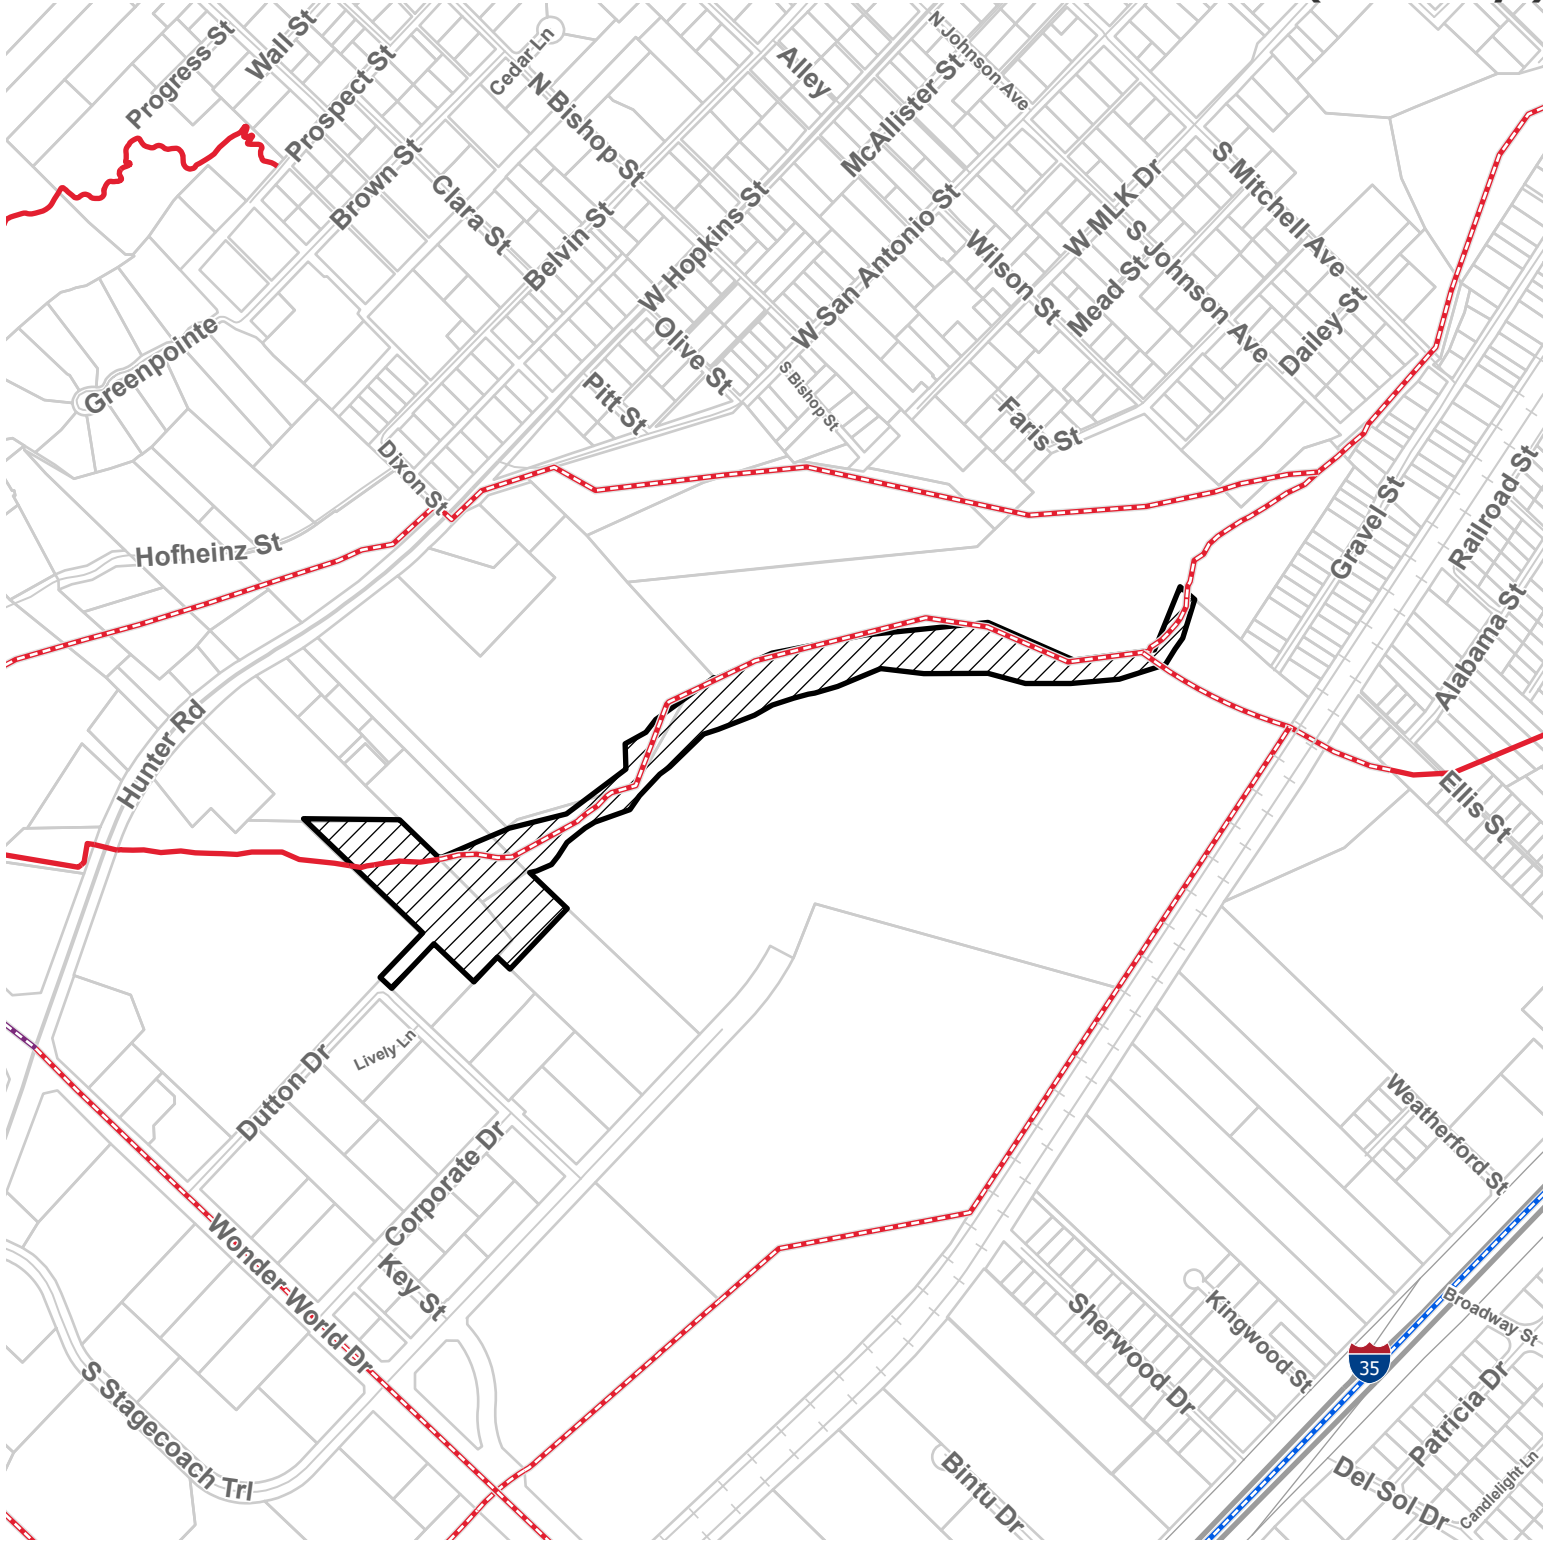 Progress St
Wall St
Prospect St
Cedar Ln
N Bishop St
Alley
N Johnson Ave
McAllister St
Brown St
Clara St
Belvin St
W Hopkins St
W San Antonio St
Wilson St
W MLK Dr
Mead St
S Mitchell Ave
S Johnson Ave
Dailey St
Greenpointe
Olive St
Pitt St
S Bishop St
Faris St
Dixon St
Hofheinz St
Gravel St
Railroad St
Alabama St
Hunter Rd
Ellis St
Lively Ln
Dutton Dr
Corporate Dr
Weatherford St
Wonder World Dr
Key St
Sherwood Dr
Kingwood St
Broadway St
35
S Stagecoach Trl
Patricia Dr
Bintu Dr
Del Sol Dr
Candlelight Ln